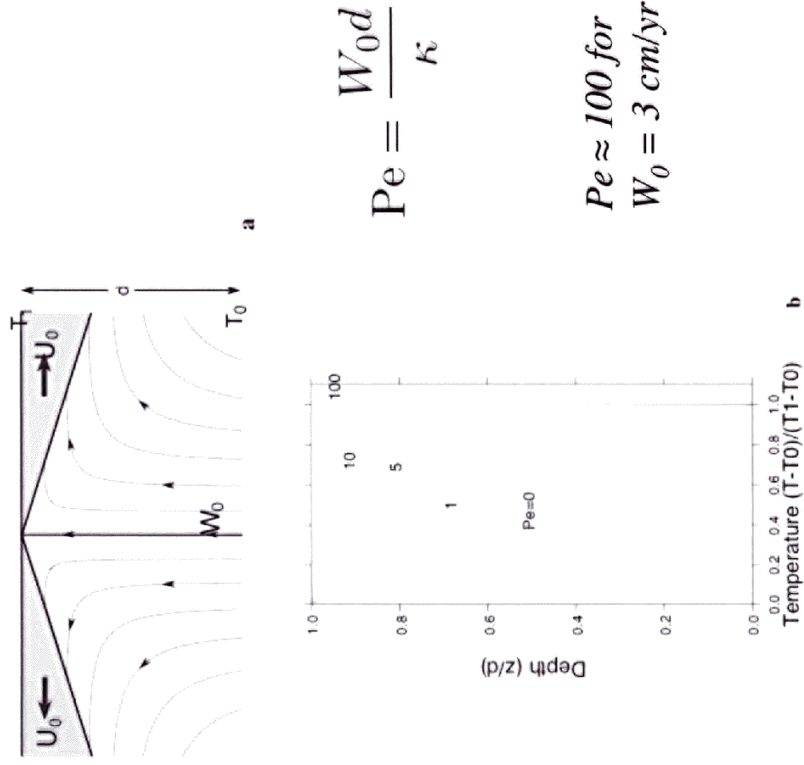 U₀
U₀
d
W₀
T₀
a
Pe = W₀d / κ
Pe ≈ 100 for
W₀ = 3 cm/yr
Depth (z/d)
1.0
0.8
0.6
0.4
0.2
0.0
100
10
5
1
Pe=0
0.0 0.2 0.4 0.6 0.8 1.0
Temperature (T-T0)/(T1-T0)
b